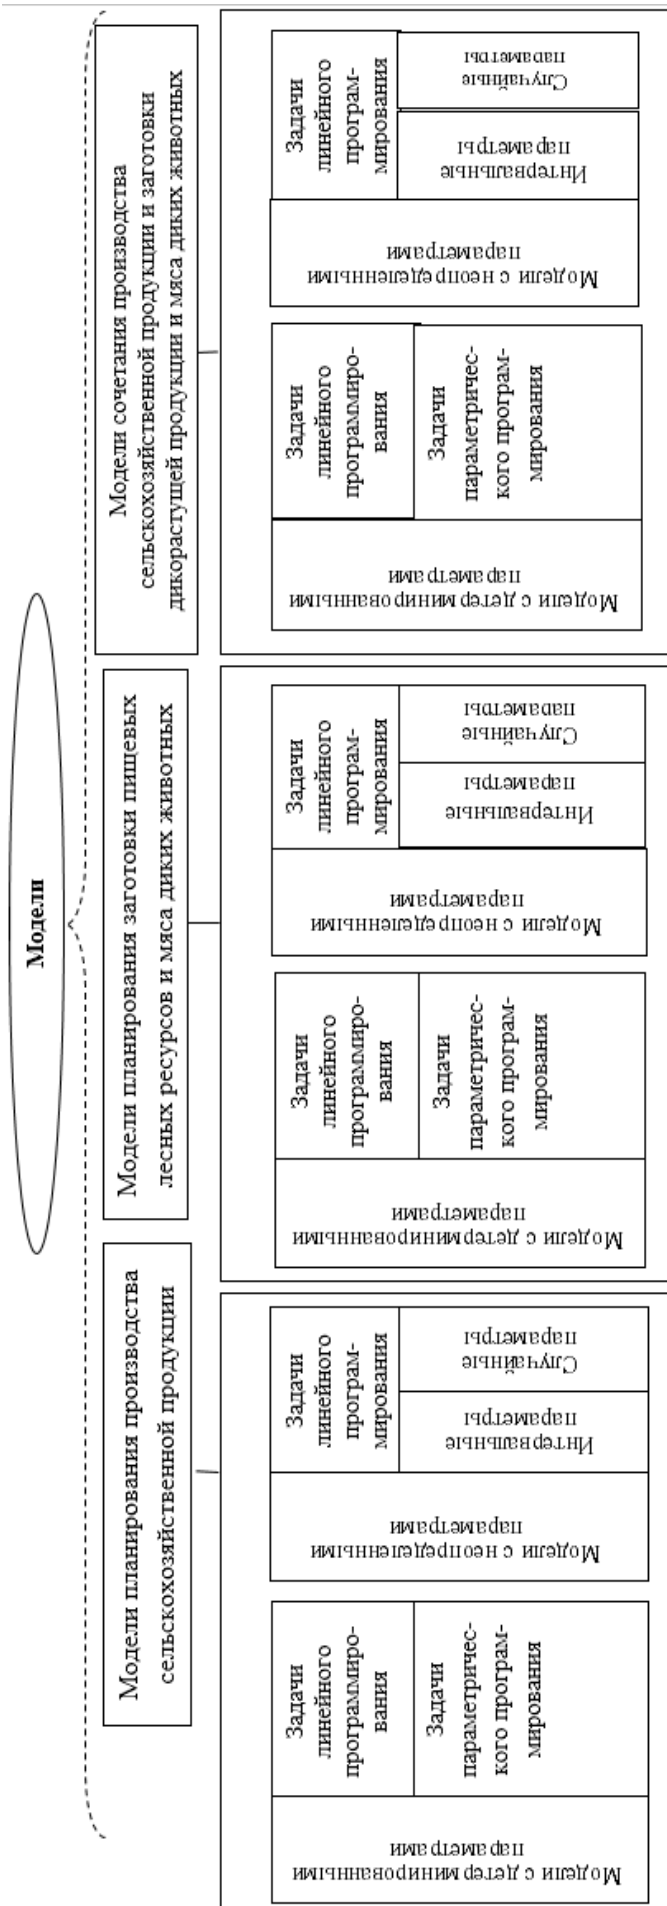 Модели
Модели планирования производства
сельскохозяйственной продукции
Модели планирования заготовки пищевых
лесных ресурсов и мяса диких животных
Модели сочетания производства
сельскохозяйственной продукции и заготовки
дикорастущей продукции и мяса диких животных
Модели с детерминированными
параметрами
Задачи
линейного
программиро-
вания
Задачи
параметричес-
кого програм-
мирования
Модели с неопределенными
параметрами
Задачи
линейного
програм-
мирования
Интервальные
параметры
Случайные
параметры
Модели с детерминированными
параметрами
Задачи
линейного
программиро-
вания
Задачи
параметричес-
кого програм-
мирования
Модели с неопределенными
параметрами
Задачи
линейного
програм-
мирования
Интервальные
параметры
Случайные
параметры
Модели с детерминированными
параметрами
Задачи
линейного
программиро-
вания
Задачи
параметричес-
кого програм-
мирования
Модели с неопределенными
параметрами
Задачи
линейного
програм-
мирования
Интервальные
параметры
Случайные
параметры